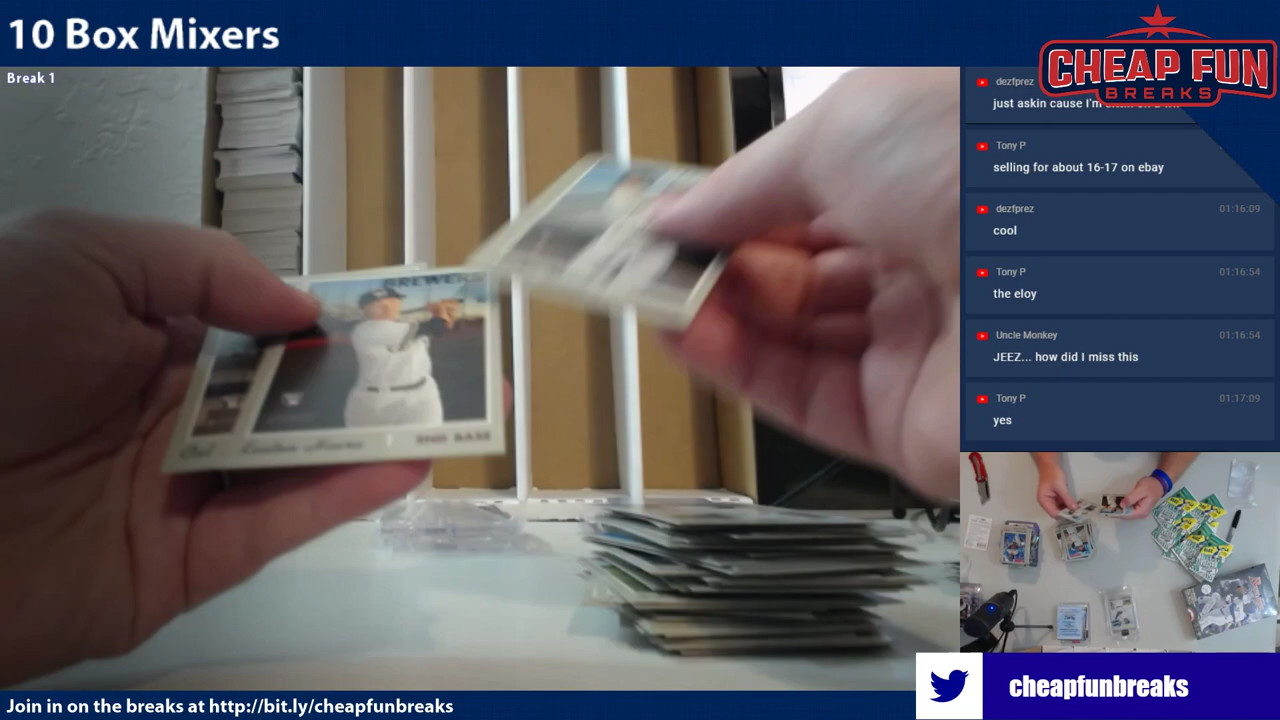 10 Box Mixers
CHEAP FUN
BREAKS
Break 1
dezfprez
just askin cause I'm
Tony P
selling for about 16-17 on ebay
dezfprez 01:16:09
cool
Tony P 01:16:54
the eloy
Uncle Monkey 01:16:54
JEEZ... how did I miss this
Tony P 01:17:09
yes
BREWERS
2ND BASE
cheapfunbreaks
Join in on the breaks at http://bit.ly/cheapfunbreaks